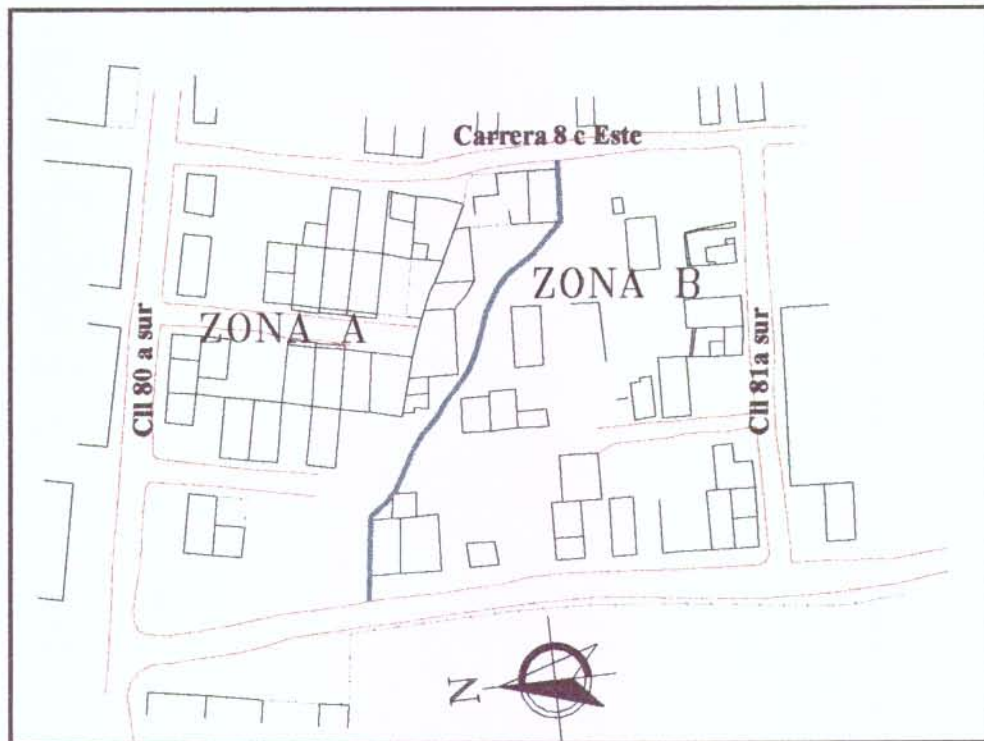 Carrera 8 c Este
ZONA B
ZONA A
Cll 80 a sur
Cll 81a sur
N